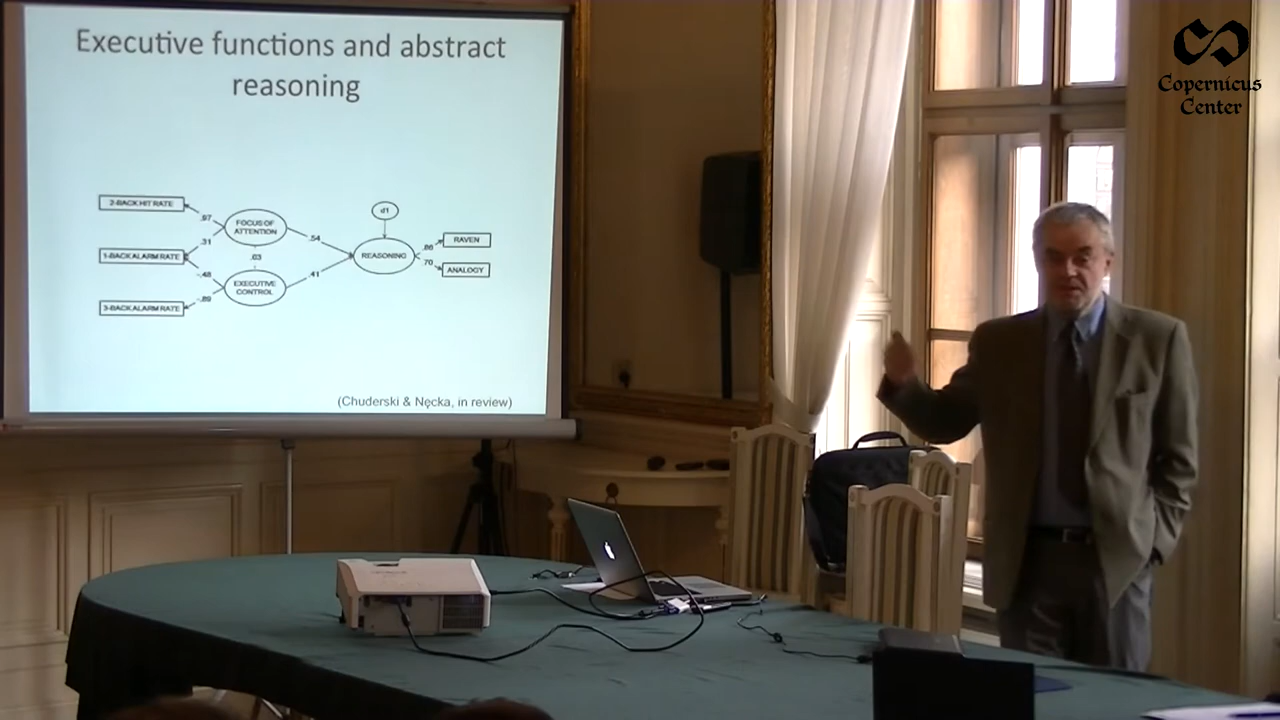 Executive functions and abstract
reasoning
2-BACK HIT RATE
1-BACK ALARM RATE
3-BACK ALARM RATE
.97
.31
-.48
-.89
FOCUS OF
ATTENTION
.03
EXECUTIVE
CONTROL
.54
.41
d1
REASONING
.86
.70
RAVEN
ANALOGY
(Chuderski & Nęcka, in review)
Copernicus
Center